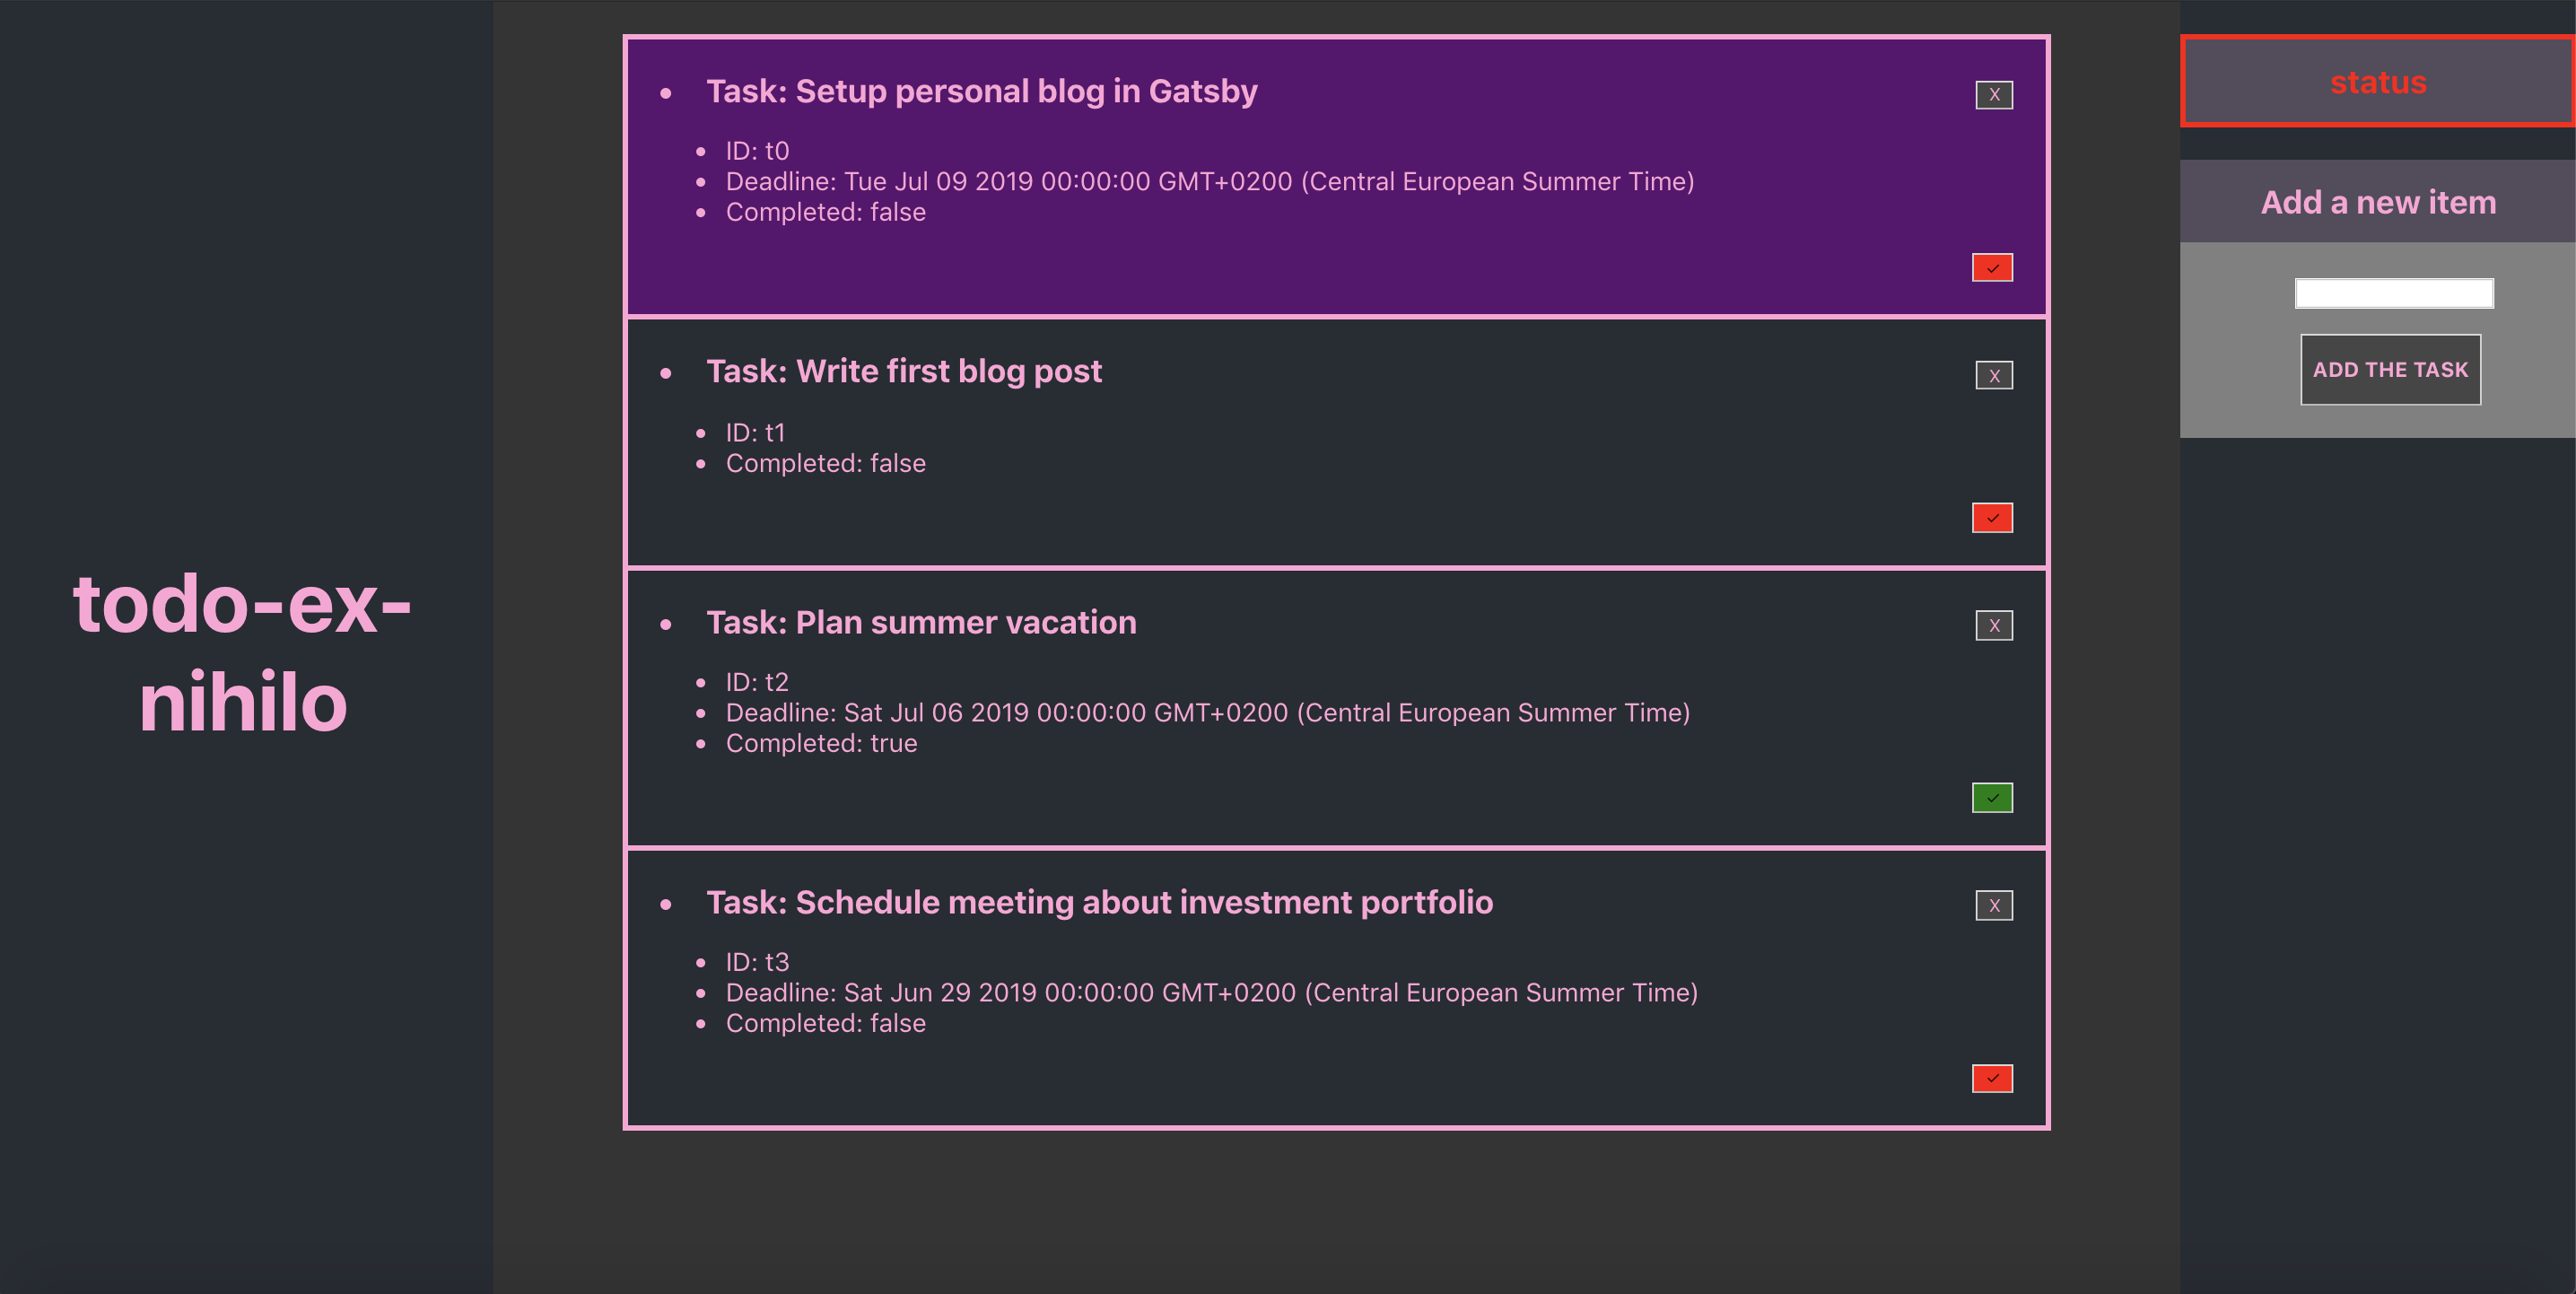 todo-ex-
nihilo
Task: Setup personal blog in Gatsby
X
ID: t0
Deadline: Tue Jul 09 2019 00:00:00 GMT+0200 (Central European Summer Time)
Completed: false
✓
Task: Write first blog post
X
ID: t1
Completed: false
✓
Task: Plan summer vacation
X
ID: t2
Deadline: Sat Jul 06 2019 00:00:00 GMT+0200 (Central European Summer Time)
Completed: true
✓
Task: Schedule meeting about investment portfolio
X
ID: t3
Deadline: Sat Jun 29 2019 00:00:00 GMT+0200 (Central European Summer Time)
Completed: false
✓
status
Add a new item
ADD THE TASK